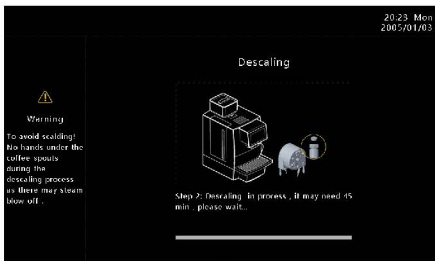 20:23 Mon
2005/01/03
Descaling
Warning
To avoid scalding!
No hands under the
coffee spouts
during the
descaling process
as there may steam
blow off .
Step 2: Descaling in process , it may need 45
min , please wait...